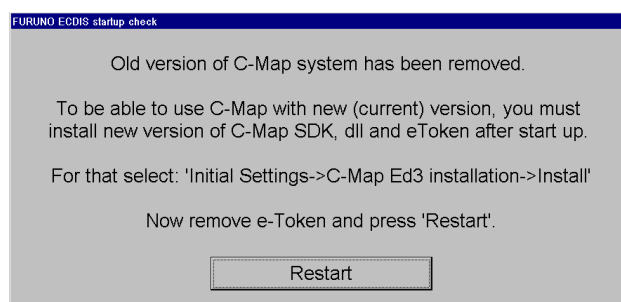 FURUNO ECDIS startup check
Old version of C-Map system has been removed.
To be able to use C-Map with new (current) version, you must
install new version of C-Map SDK, dll and eToken after start up.
For that select: 'Initial Settings->C-Map Ed3 installation->Install'
Now remove e-Token and press 'Restart'.
Restart